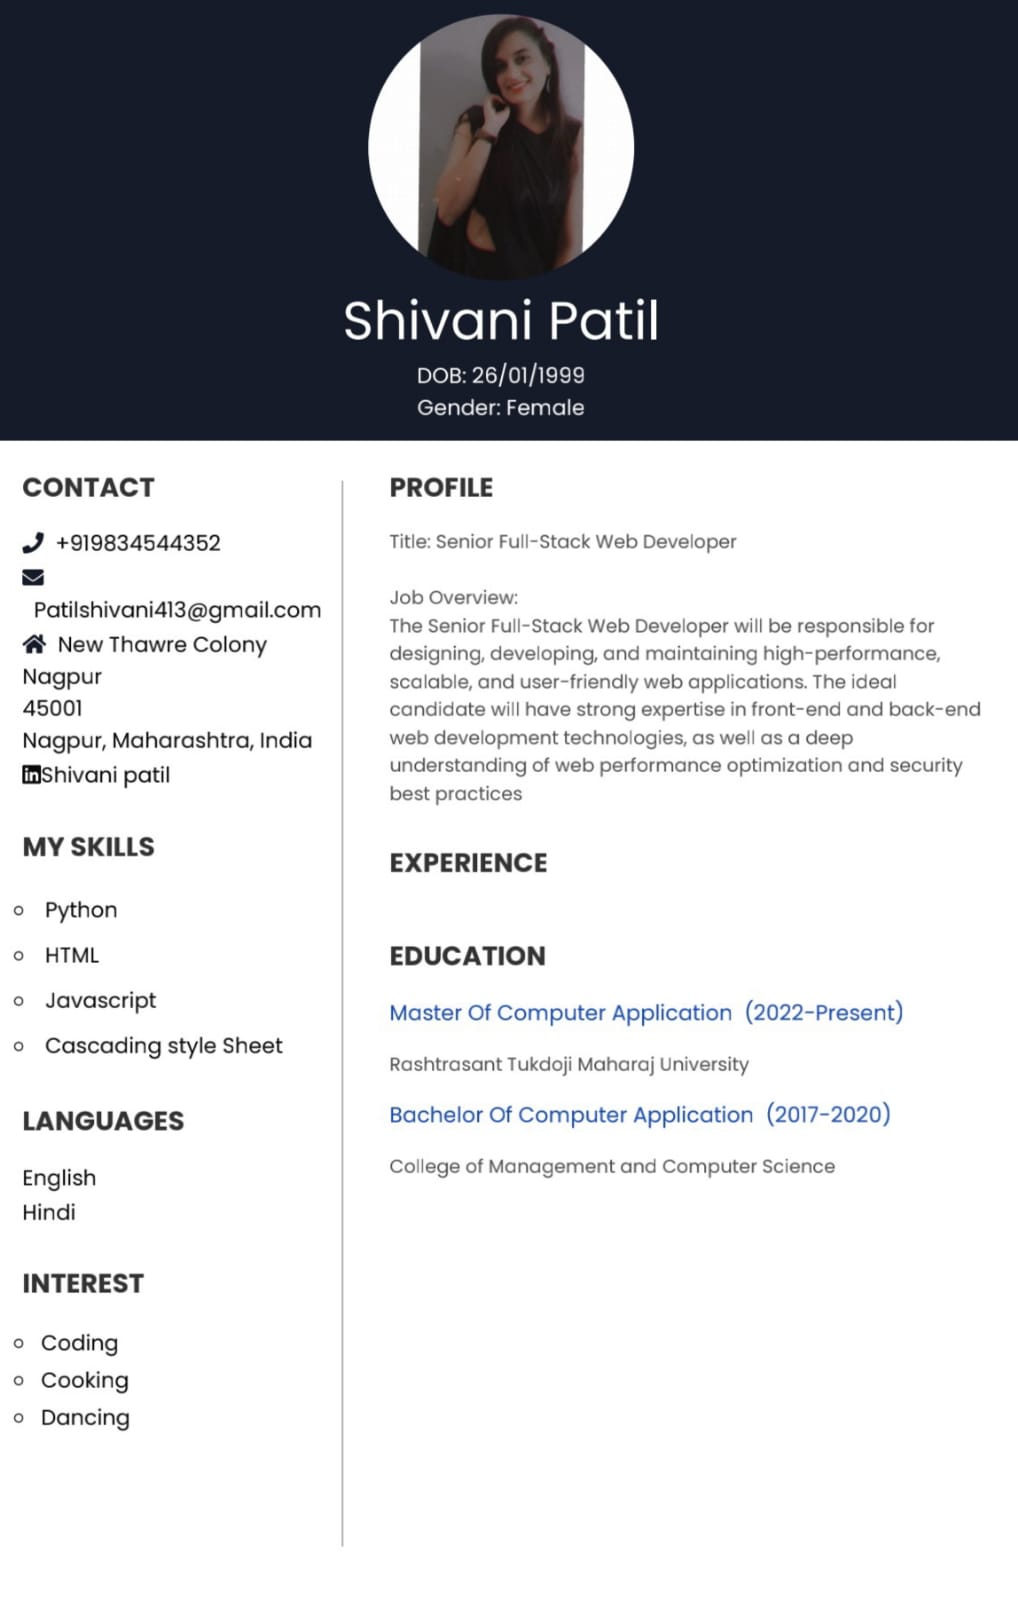 Shivani Patil
DOB: 26/01/1999
Gender: Female
CONTACT
+919834544352
Patilshivani413@gmail.com
New Thawre Colony
Nagpur
45001
Nagpur, Maharashtra, India
inShivani patil
MY SKILLS
Python
HTML
Javascript
Cascading style Sheet
LANGUAGES
English
Hindi
INTEREST
Coding
Cooking
Dancing
PROFILE
Title: Senior Full-Stack Web Developer
Job Overview:
The Senior Full-Stack Web Developer will be responsible for
designing, developing, and maintaining high-performance,
scalable, and user-friendly web applications. The ideal
candidate will have strong expertise in front-end and back-end
web development technologies, as well as a deep
understanding of web performance optimization and security
best practices
EXPERIENCE
EDUCATION
Master Of Computer Application (2022-Present)
Rashtrasant Tukdoji Maharaj University
Bachelor Of Computer Application (2017-2020)
College of Management and Computer Science